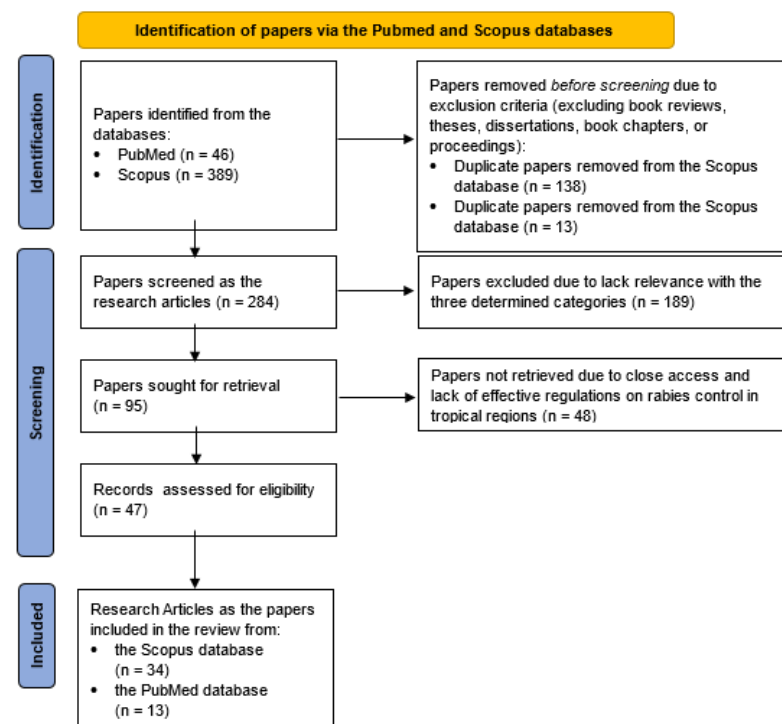 Identification of papers via the Pubmed and Scopus databases
Identification
Papers identified from the
databases:
• PubMed (n = 46)
• Scopus (n = 389)
Papers removed before screening due to
exclusion criteria (excluding book reviews,
theses, dissertations, book chapters, or
proceedings):
• Duplicate papers removed from the Scopus
database (n = 138)
• Duplicate papers removed from the Scopus
database (n = 13)
Screening
Papers screened as the
research articles (n = 284)
Papers excluded due to lack relevance with the
three determined categories (n = 189)
Papers sought for retrieval
(n = 95)
Papers not retrieved due to close access and
lack of effective regulations on rabies control in
tropical regions (n = 48)
Records assessed for eligibility
(n = 47)
Included
Research Articles as the papers
included in the review from:
• the Scopus database
(n = 34)
• the PubMed database
(n = 13)